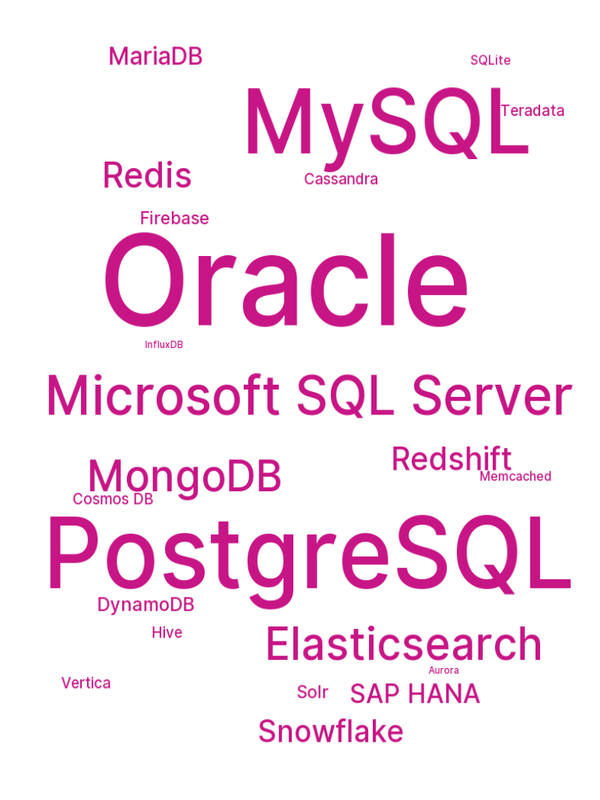 MariaDB
SQLite
MySQL
Teradata
Redis
Cassandra
Firebase
Oracle
InfluxDB
Microsoft SQL Server
Redshift
MongoDB
Memcached
Cosmos DB
PostgreSQL
DynamoDB
Hive
Elasticsearch
Aurora
Vertica
Solr
SAP HANA
Snowflake